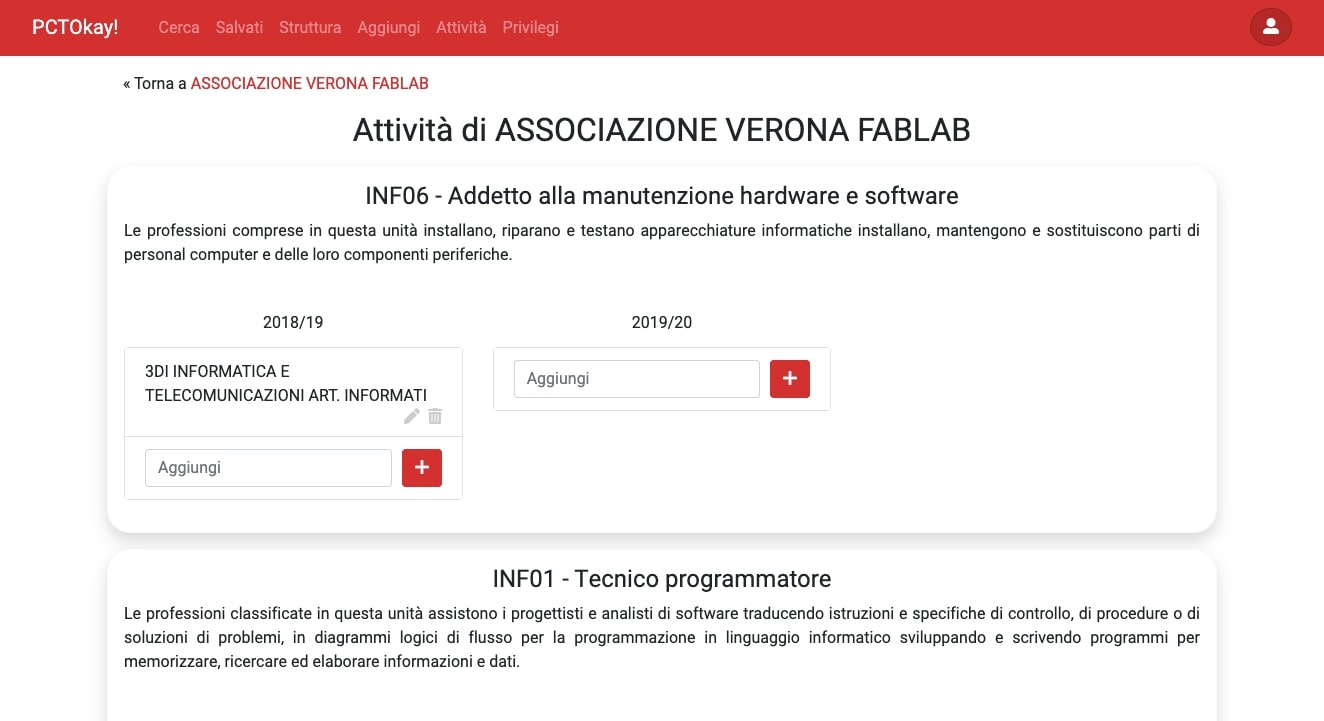 PCTOkay! Cerca Salvati Struttura Aggiungi Attività Privilegi
« Torna a ASSOCIAZIONE VERONA FABLAB
Attività di ASSOCIAZIONE VERONA FABLAB
INF06 - Addetto alla manutenzione hardware e software
Le professioni comprese in questa unità installano, riparano e testano apparecchiature informatiche installano, mantengono e sostituiscono parti di
personal computer e delle loro componenti periferiche.
2018/19
3DI INFORMATICA E
TELECOMUNICAZIONI ART. INFORMATI
Aggiungi
2019/20
Aggiungi
INF01 - Tecnico programmatore
Le professioni classificate in questa unità assistono i progettisti e analisti di software traducendo istruzioni e specifiche di controllo, di procedure o di
soluzioni di problemi, in diagrammi logici di flusso per la programmazione in linguaggio informatico sviluppando e scrivendo programmi per
memorizzare, ricercare ed elaborare informazioni e dati.